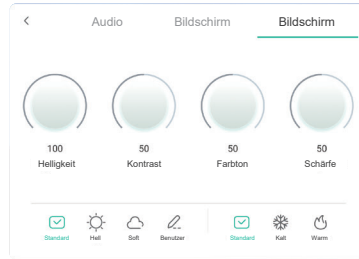 Audio Bildschirm Bildschirm
100 50 50 50
Helligkeit Kontrast Farbton Schärfe
Standard Hell Soft Benutzer Standard Kalt Warm